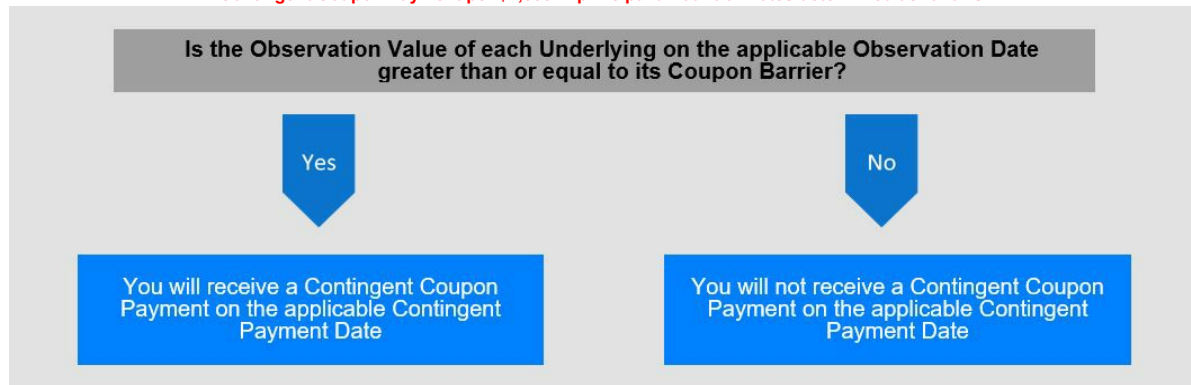 Is the Observation Value of each Underlying on the applicable Observation Date
greater than or equal to its Coupon Barrier?
Yes
No
You will receive a Contingent Coupon
Payment on the applicable Contingent
Payment Date
You will not receive a Contingent Coupon
Payment on the applicable Contingent
Payment Date